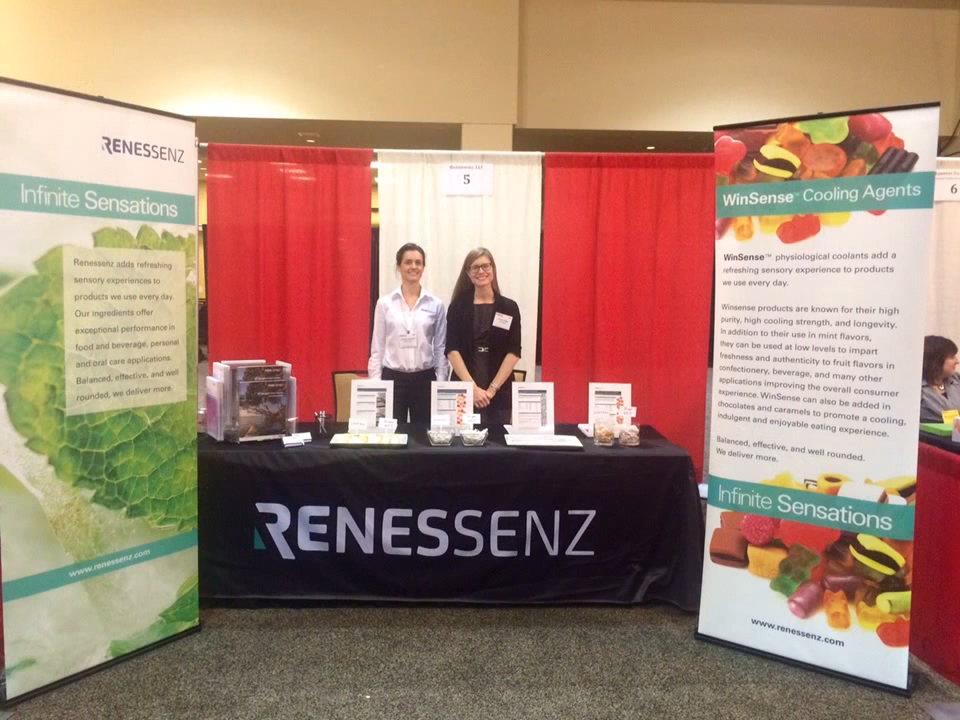 RENESSENZ
Infinite Sensations
Renessenz adds refreshing
sensory experiences to
products we use every day.
Our ingredients offer
exceptional performance in
food and beverage, personal
and oral care applications.
Balanced, effective, and well
rounded, we deliver more.
www.renessenz.com
Renessenz, LLC
5
RENESSENZ
WinSense™ Cooling Agents
WinSense™ physiological coolants add a
refreshing sensory experience to products
we use every day.
Winsense products are known for their high
purity, high cooling strength, and longevity.
In addition to their use in mint flavors,
they can be used at low levels to impart
freshness and authenticity to fruit flavors in
confectionery, beverage, and many other
applications improving the overall consumer
experience. WinSense can also be added in
chocolates and caramels to promote a cooling,
indulgent and enjoyable eating experience.
Balanced, effective, and well rounded.
We deliver more.
Infinite Sensations
www.renessenz.com
6